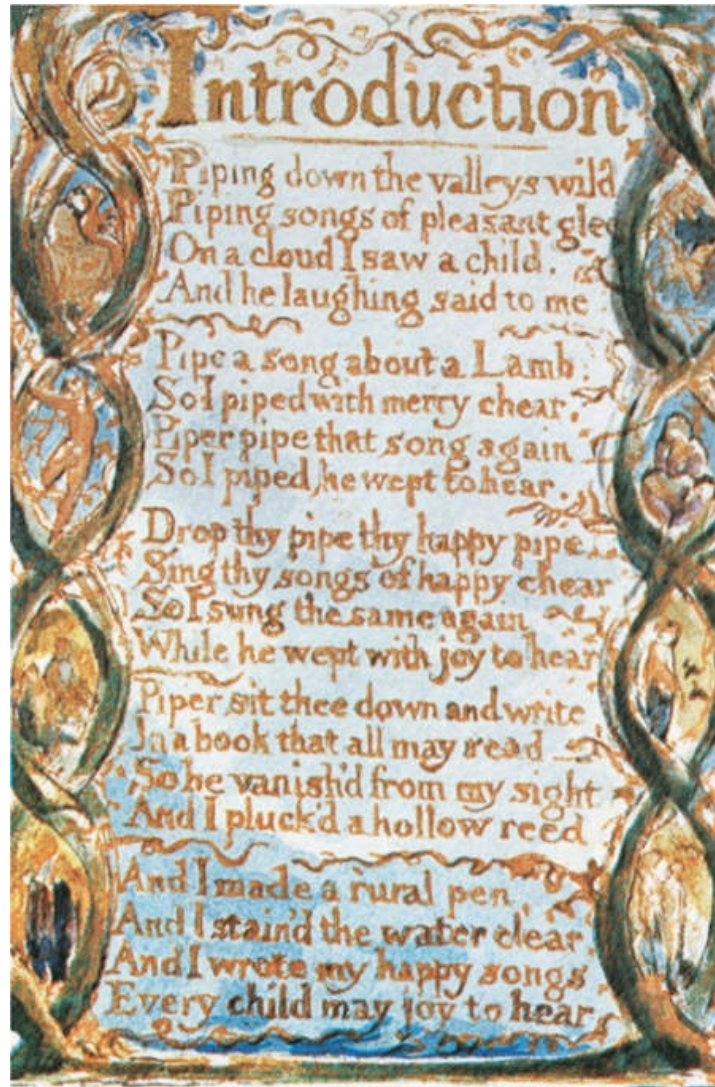 Introduction
Piping down the valleys wild
Piping songs of pleasant glee
On a cloud I saw a child.
And he laughing said to me
Pipe a song about a Lamb:
So I piped with merry chear.
Piper pipe that song again
So I piped, he wept to hear.
Drop thy pipe thy happy pipe
Sing thy songs of happy chear
So I sung the same again
While he wept with joy to hear
Piper sit thee down and write
In a book that all may read
So he vanish'd from my sight
And I pluck'd a hollow reed
And I made a rural pen,
And I stain'd the water clear
And I wrote my happy songs
Every child may joy to hear